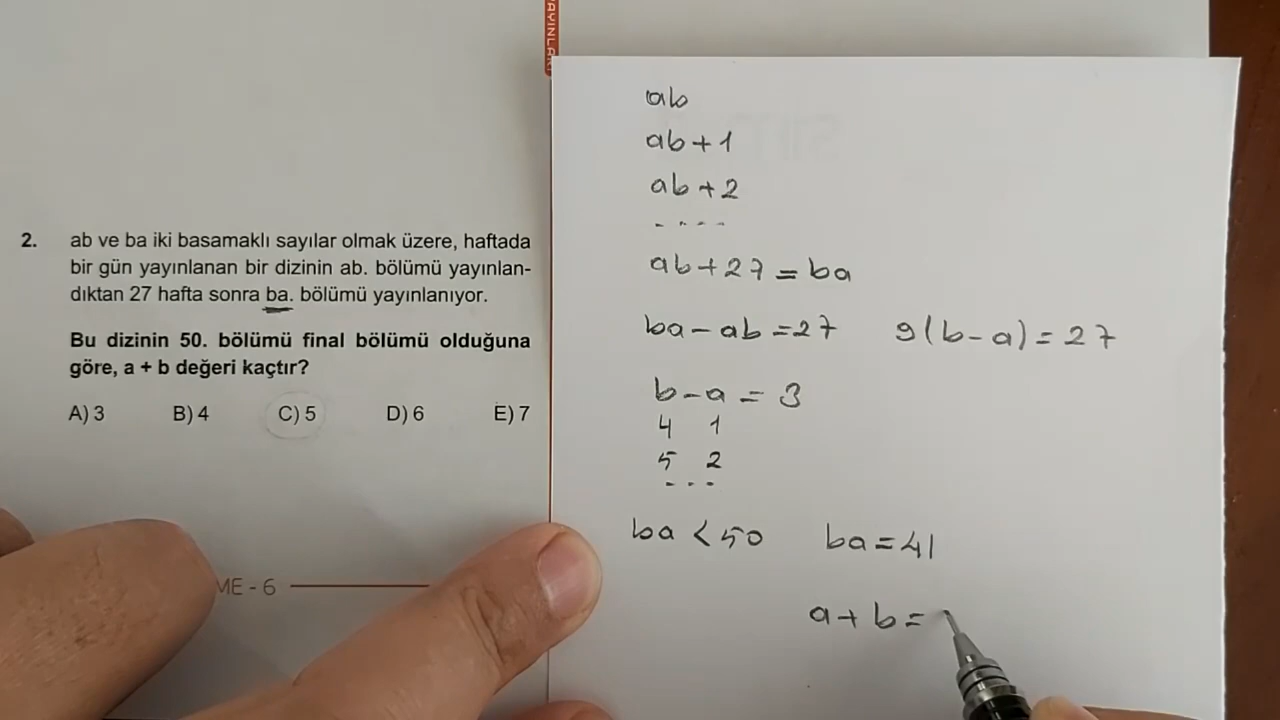 YAYINLARI
2. ab ve ba iki basamaklı sayılar olmak üzere, haftada
bir gün yayınlanan bir dizinin ab. bölümü yayınlan-
dıktan 27 hafta sonra ba. bölümü yayınlanıyor.
Bu dizinin 50. bölümü final bölümü olduğuna
göre, a + b değeri kaçtır?
A) 3 B) 4 C) 5 D) 6 E) 7
ME - 6
ab
ab + 1
ab + 2
- - - -
ab + 27 = ba
ba - ab = 27 9(b - a) = 27
b - a = 3
4 1
5 2
- - -
ba < 50 ba = 41
a + b =